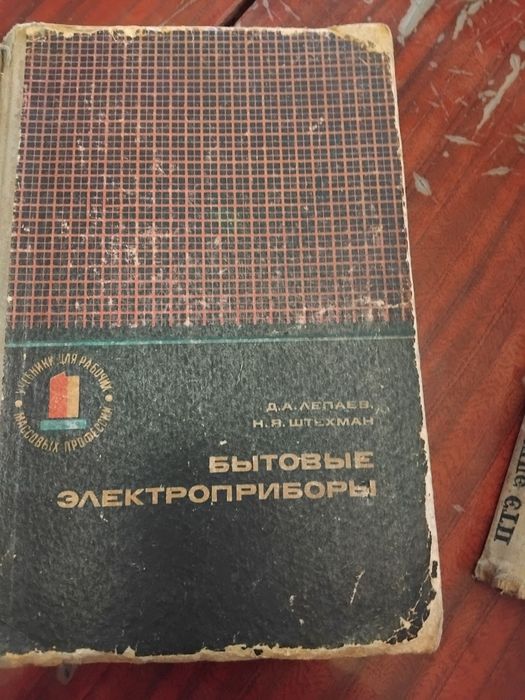 УЧЕБНИКИ ДЛЯ РАБОЧИХ
МАССОВЫХ ПРОФЕССИЙ
Д.А.ЛЕПАЕВ,
Н.Я.ШТЕХМАН
БЫТОВЫЕ
ЭЛЕКТРОПРИБОРЫ